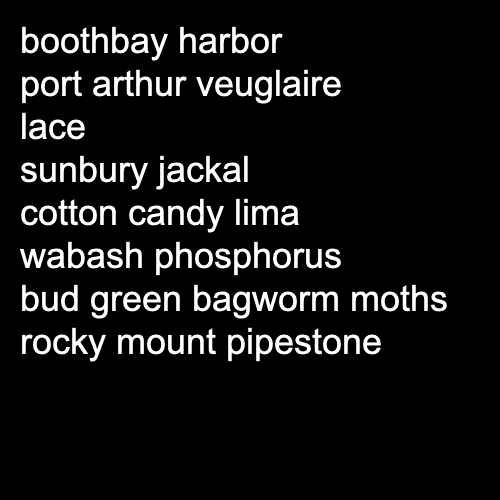 boothbay harbor
port arthur veuglaire
lace
sunbury jackal
cotton candy lima
wabash phosphorus
bud green bagworm moths
rocky mount pipestone